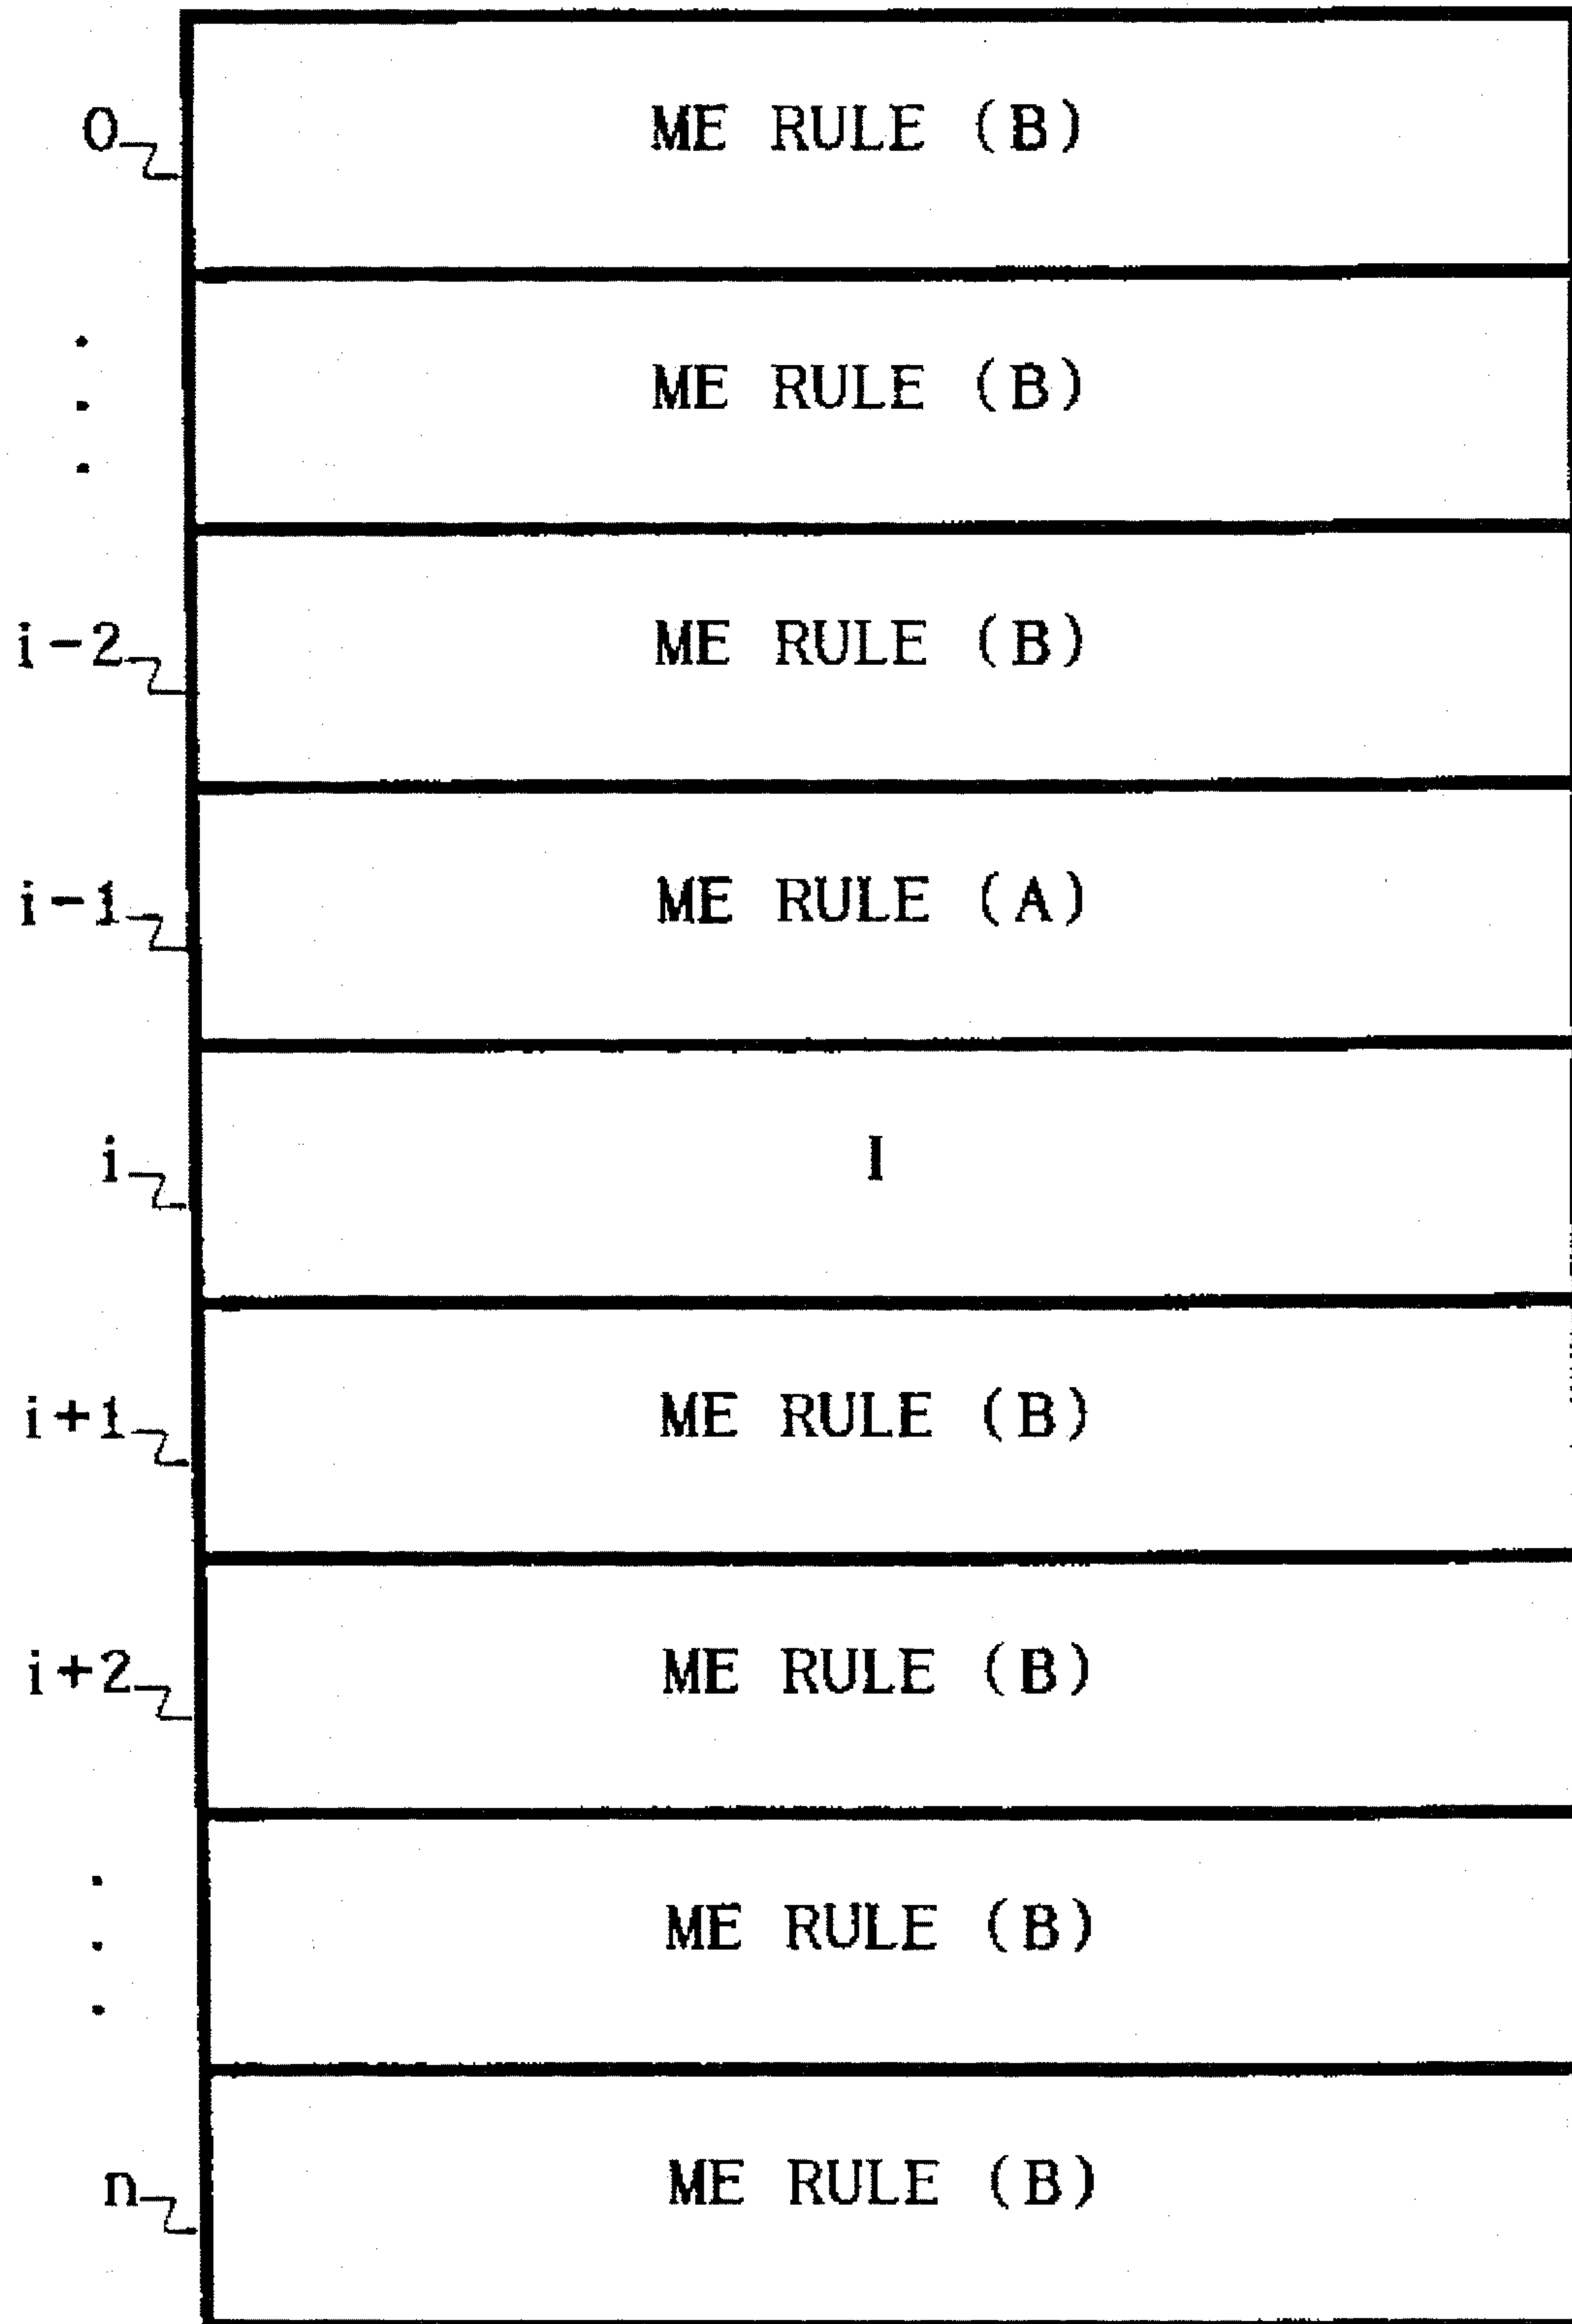 0 ME RULE (B)
ME RULE (B)
i-2 ME RULE (B)
i-1 ME RULE (A)
i I
i+1 ME RULE (B)
i+2 ME RULE (B)
ME RULE (B)
n ME RULE (B)